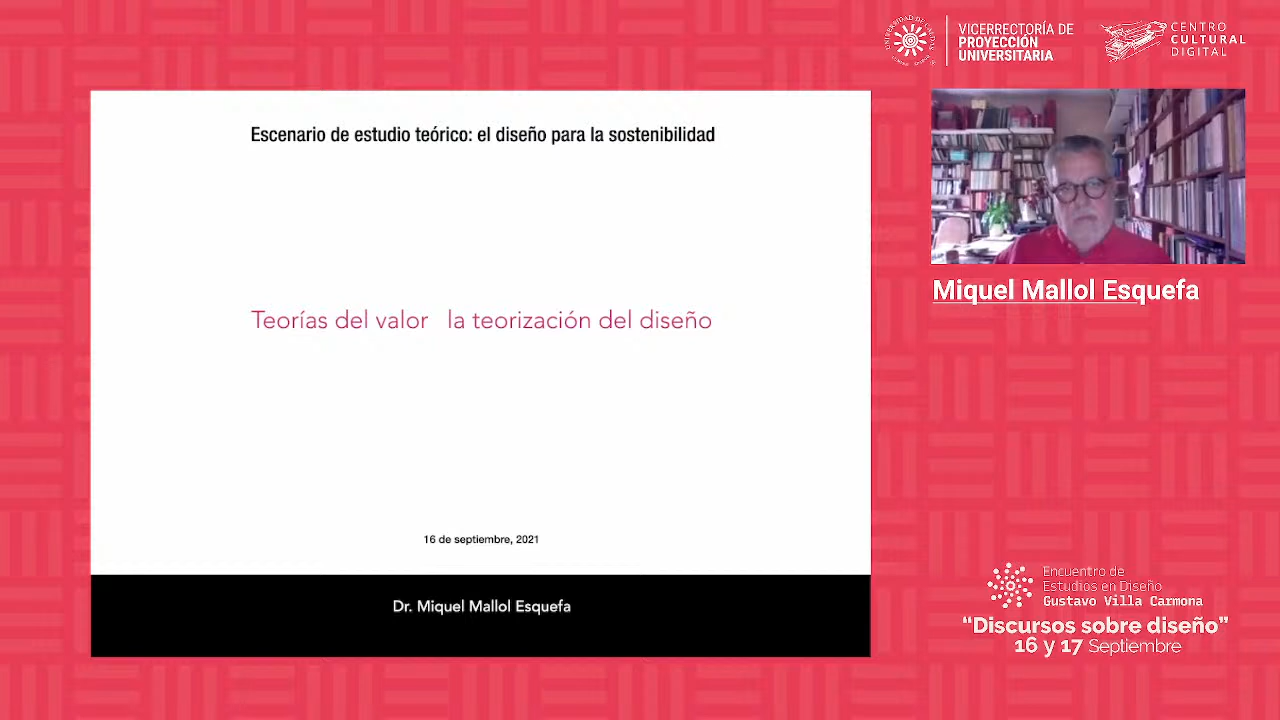 VICERRECTORÍA DE
PROYECCIÓN
UNIVERSITARIA
CENTRO
CULTURAL
DIGITAL
Escenario de estudio teórico: el diseño para la sostenibilidad
Teorías del valor la teorización del diseño
16 de septiembre, 2021
Dr. Miquel Mallol Esquefa
Miquel Mallol Esquefa
Encuentro de
Estudios en Diseño
Gustavo Villa Carmona
“Discursos sobre diseño”
16 y 17 Septiembre